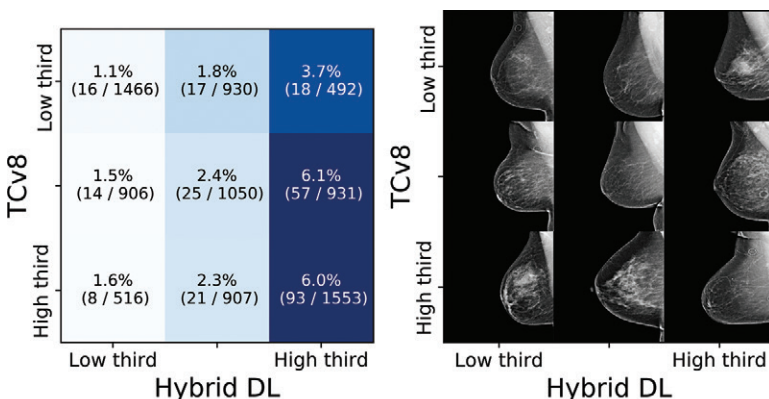 TCv8
Low third
High third
1.1%
(16 / 1466)
1.8%
(17 / 930)
3.7%
(18 / 492)
1.5%
(14 / 906)
2.4%
(25 / 1050)
6.1%
(57 / 931)
1.6%
(8 / 516)
2.3%
(21 / 907)
6.0%
(93 / 1553)
Low third
High third
Hybrid DL
TCv8
Low third
High third
Low third
High third
Hybrid DL